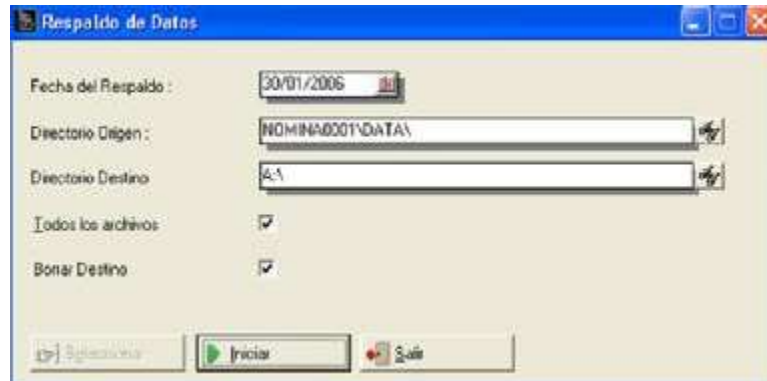 Respaldo de Datos
Fecha del Respaldo : 30/01/2006
Directorio Origen : NOMINA0001\DATA\
Directorio Destino A:\
Todos los archivos
Borrar Destino
Seleccionar Iniciar Salir